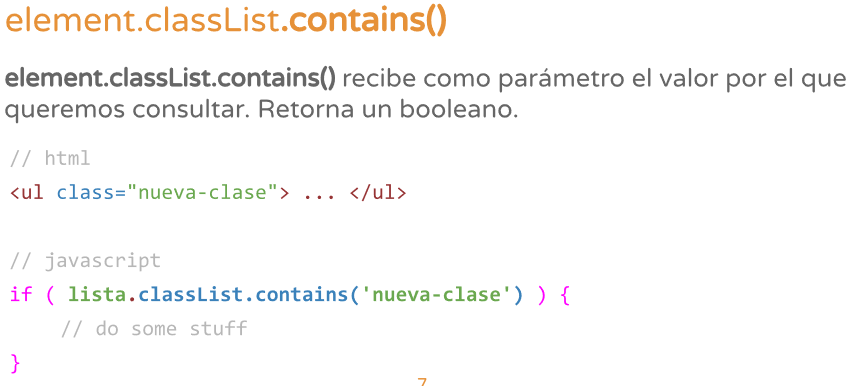 element.classList.contains()
element.classList.contains() recibe como parámetro el valor por el que
queremos consultar. Retorna un booleano.
// html
<ul class="nueva-clase"> ... </ul>
// javascript
if ( lista.classList.contains('nueva-clase') ) {
// do some stuff
}
7